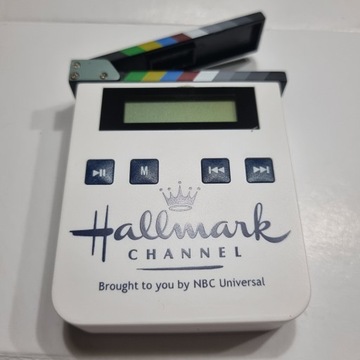 M
Hallmark
CHANNEL
Brought to you by NBC Universal